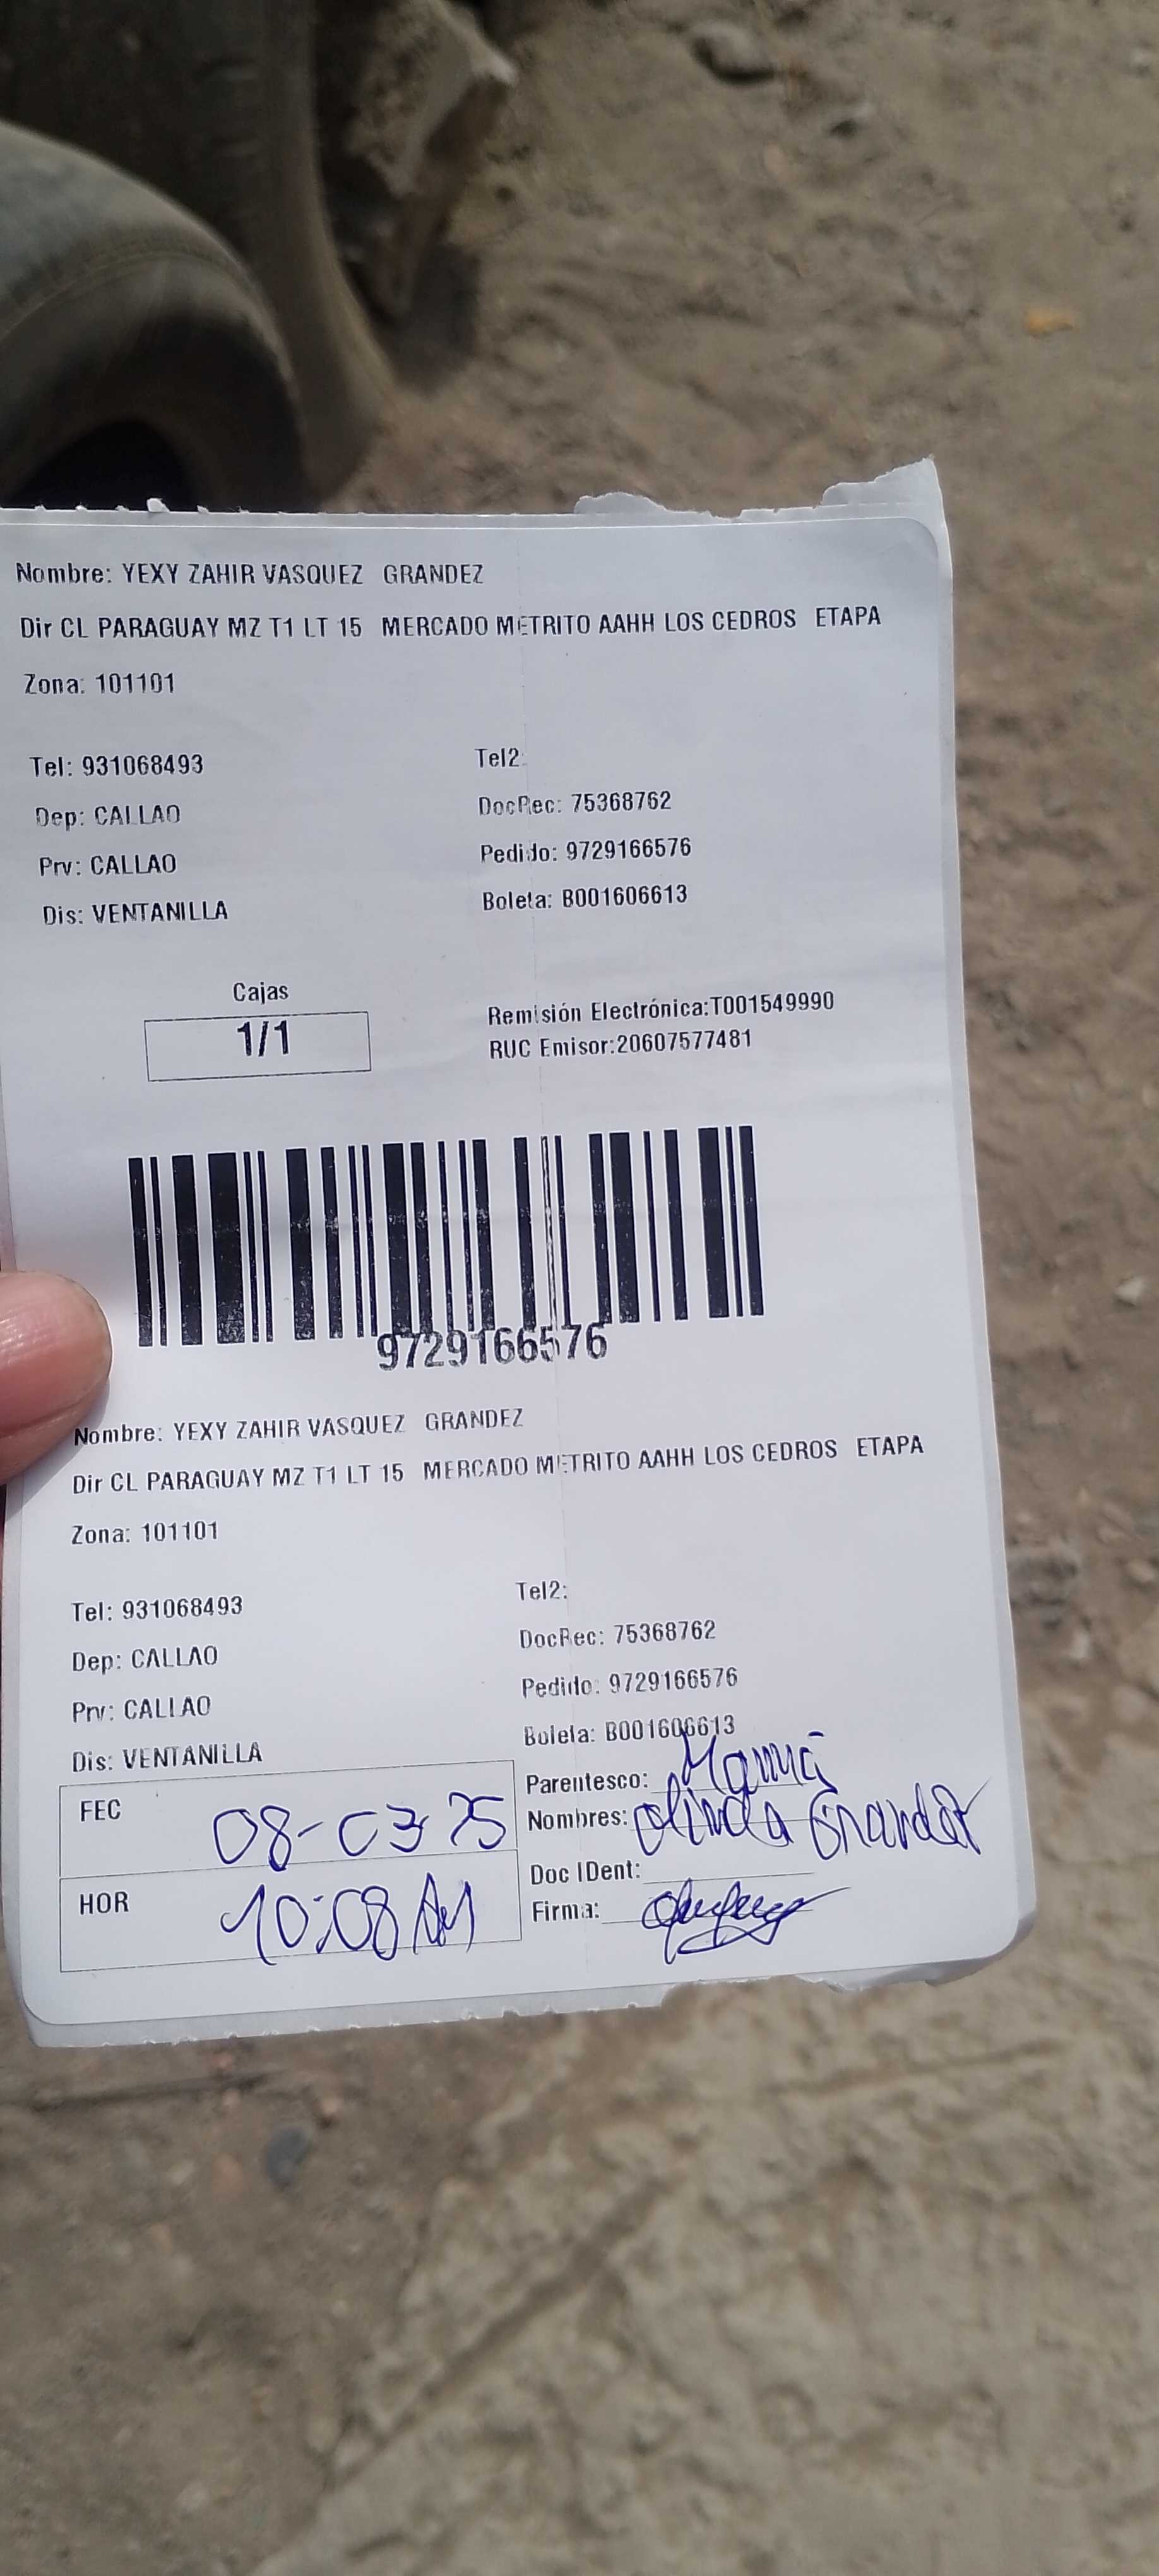 Nombre: YEXY ZAHIR VASQUEZ GRANDEZ
Dir CL PARAGUAY MZ T1 LT 15 MERCADO METRITO AAHH LOS CEDROS ETAPA
Zona: 101101
Tel: 931068493 Tel2:
Dep: CALLAO DocRec: 75368762
Prv: CALLAO Pedido: 9729166576
Dis: VENTANILLA Boleta: B001606613
Cajas
1/1
Remisión Electrónica:T001549990
RUC Emisor:20607577481
9729166576
Nombre: YEXY ZAHIR VASQUEZ GRANDEZ
Dir CL PARAGUAY MZ T1 LT 15 MERCADO METRITO AAHH LOS CEDROS ETAPA
Zona: 101101
Tel: 931068493 Tel2:
Dep: CALLAO DocRec: 75368762
Prv: CALLAO Pedido: 9729166576
Dis: VENTANILLA Boleta: B001606613
FEC 08-03 25
HOR 10:08 AM
Parentesco: Mamá
Nombres: Olinda Grandez
Doc IDent:
Firma: